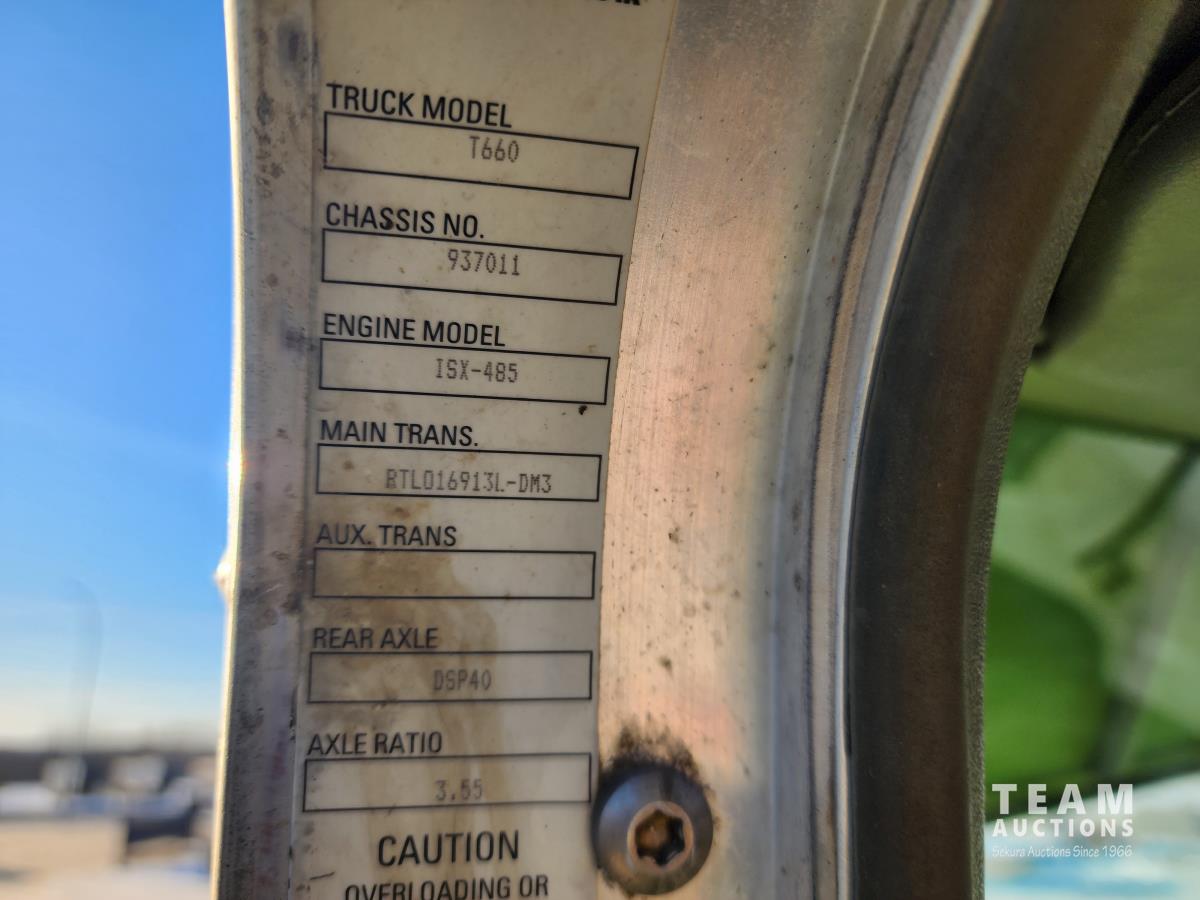 TRUCK MODEL
T660
CHASSIS NO.
937011
ENGINE MODEL
ISX-485
MAIN TRANS.
RTLO16913L-DM3
AUX. TRANS
REAR AXLE
DSP40
AXLE RATIO
3.55
CAUTION
OVERLOADING OR
TEAM
AUCTIONS
Sekura Auctions Since 1966